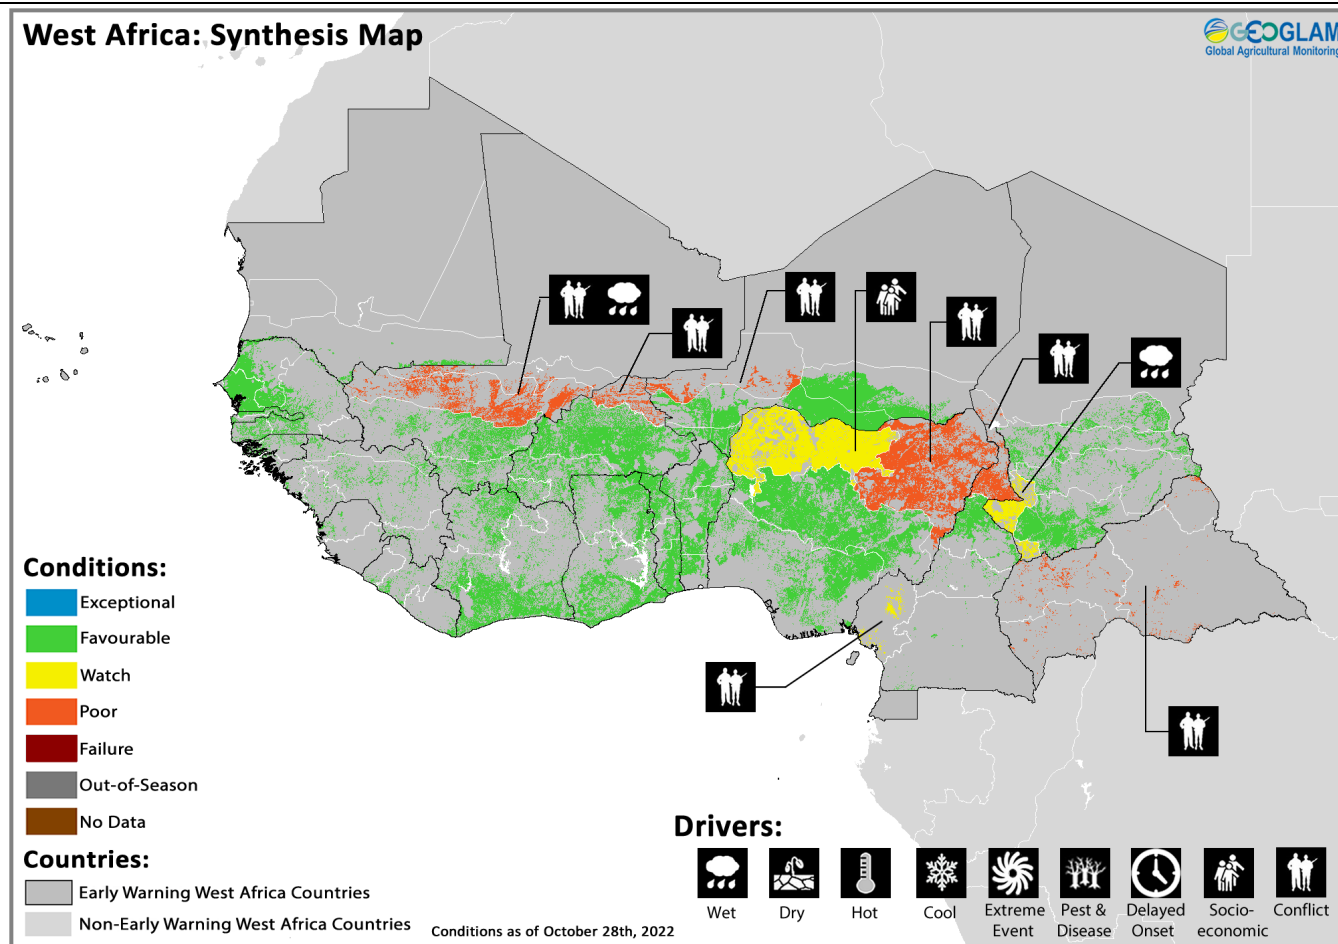 West Africa: Synthesis Map
GEOGLAM
Global Agricultural Monitoring
Conditions:
Exceptional
Favourable
Watch
Poor
Failure
Out-of-Season
No Data
Countries:
Early Warning West Africa Countries
Non-Early Warning West Africa Countries
Conditions as of October 28th, 2022
Drivers:
Wet
Dry
Hot
Cool
Extreme
Event
Pest &
Disease
Delayed
Onset
Socio-
economic
Conflict